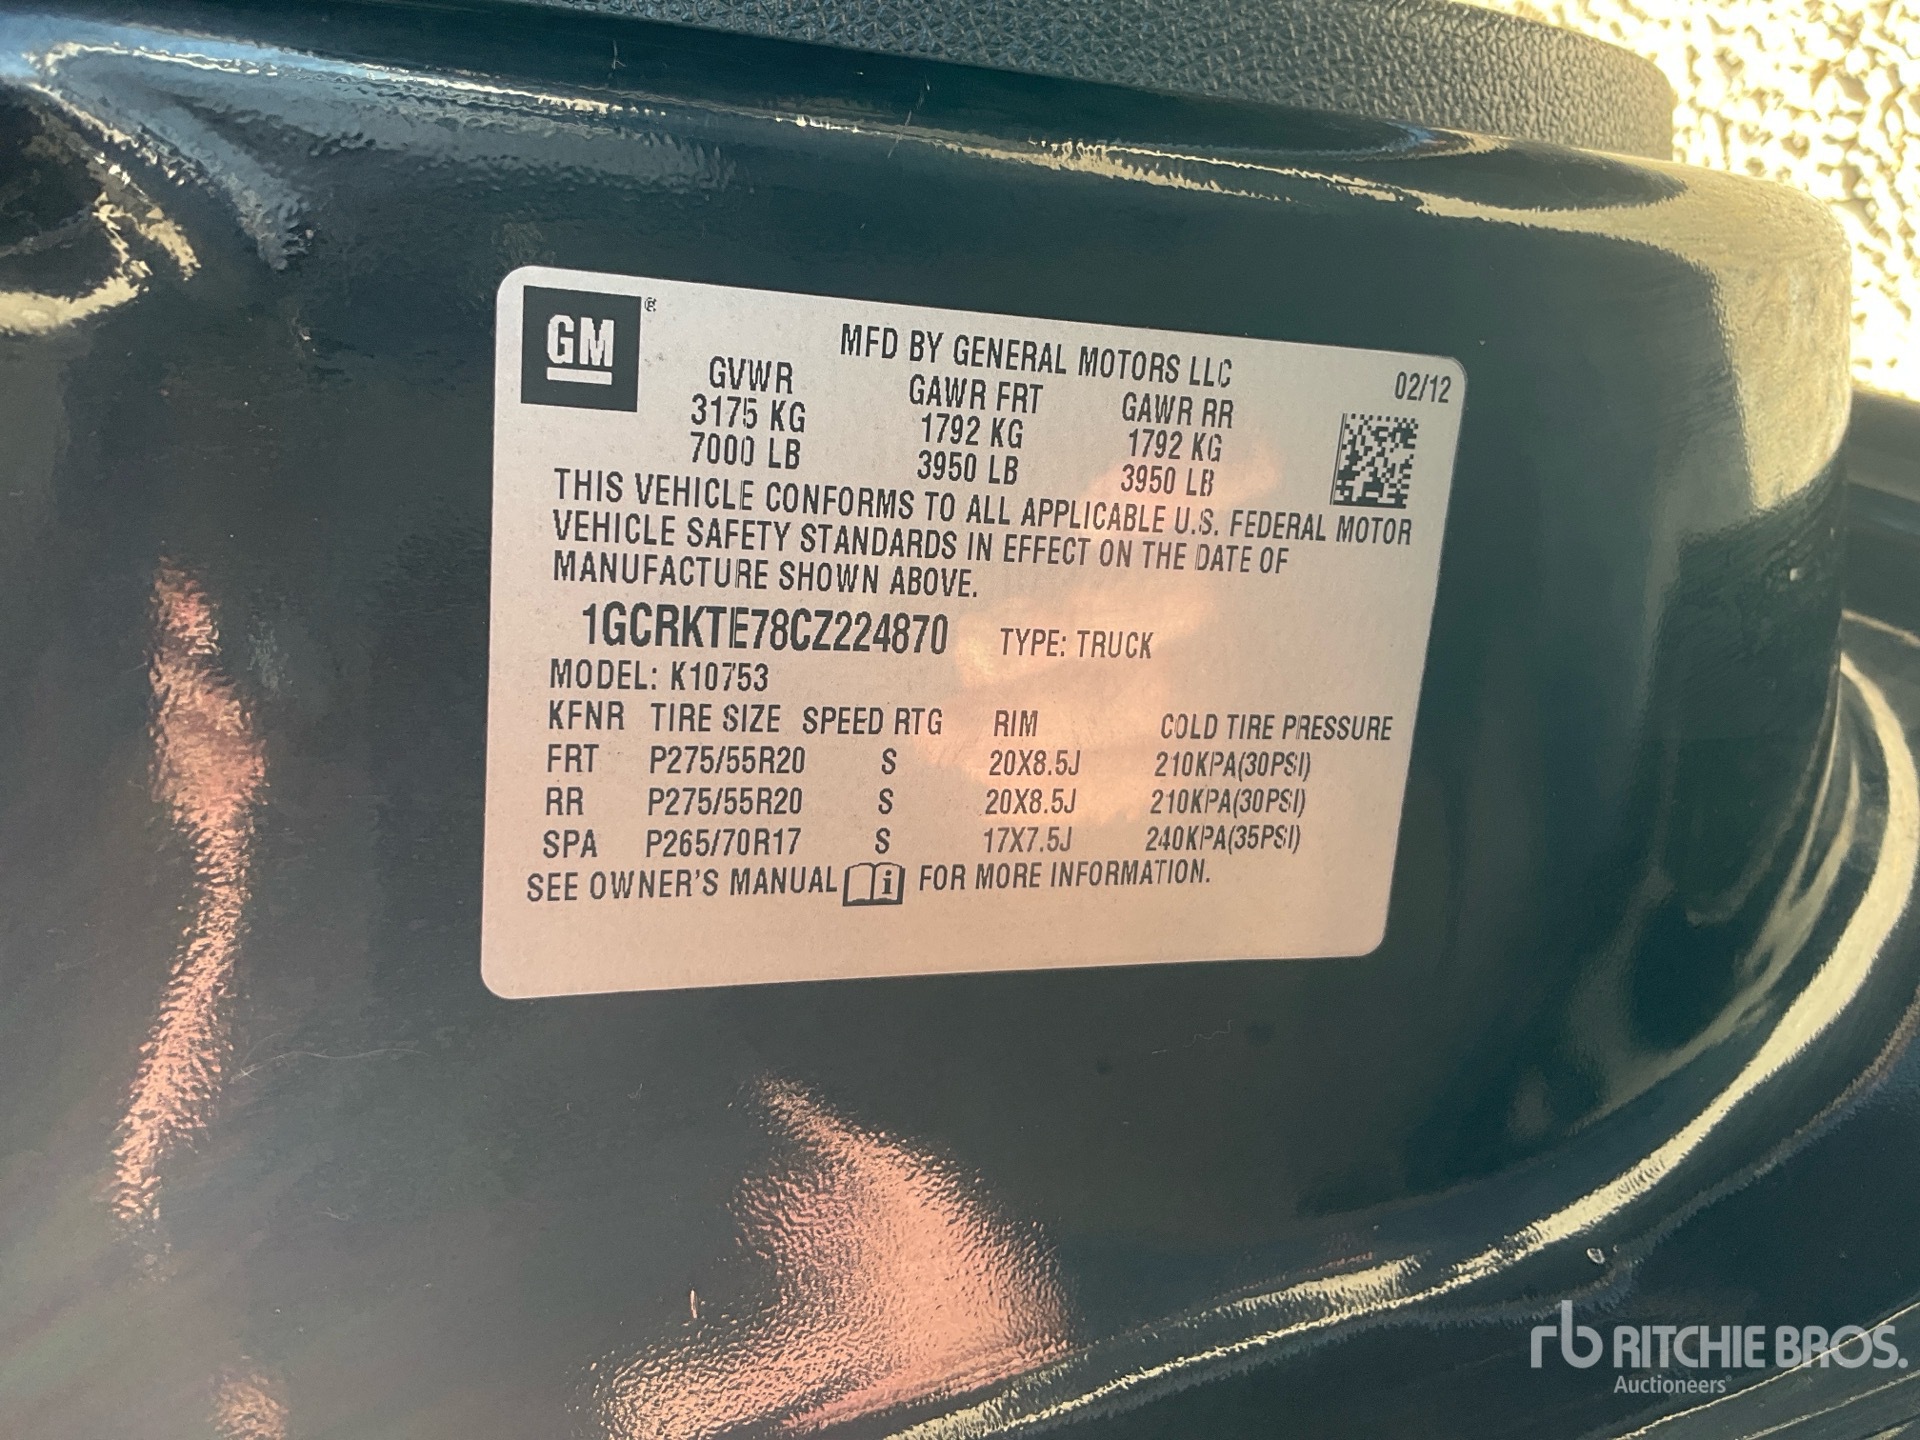 GM ®
MFD BY GENERAL MOTORS LLC
02/12
GVWR GAWR FRT GAWR RR
3175 KG 1792 KG 1792 KG
7000 LB 3950 LB 3950 LB
THIS VEHICLE CONFORMS TO ALL APPLICABLE U.S. FEDERAL MOTOR
VEHICLE SAFETY STANDARDS IN EFFECT ON THE DATE OF
MANUFACTURE SHOWN ABOVE.
1GCRKTE78CZ224870 TYPE: TRUCK
MODEL: K10753
KFNR TIRE SIZE SPEED RTG RIM COLD TIRE PRESSURE
FRT P275/55R20 S 20X8.5J 210KPA(30PSI)
RR P275/55R20 S 20X8.5J 210KPA(30PSI)
SPA P265/70R17 S 17X7.5J 240KPA(35PSI)
SEE OWNER'S MANUAL i FOR MORE INFORMATION.
rb RITCHIE BROS.
Auctioneers